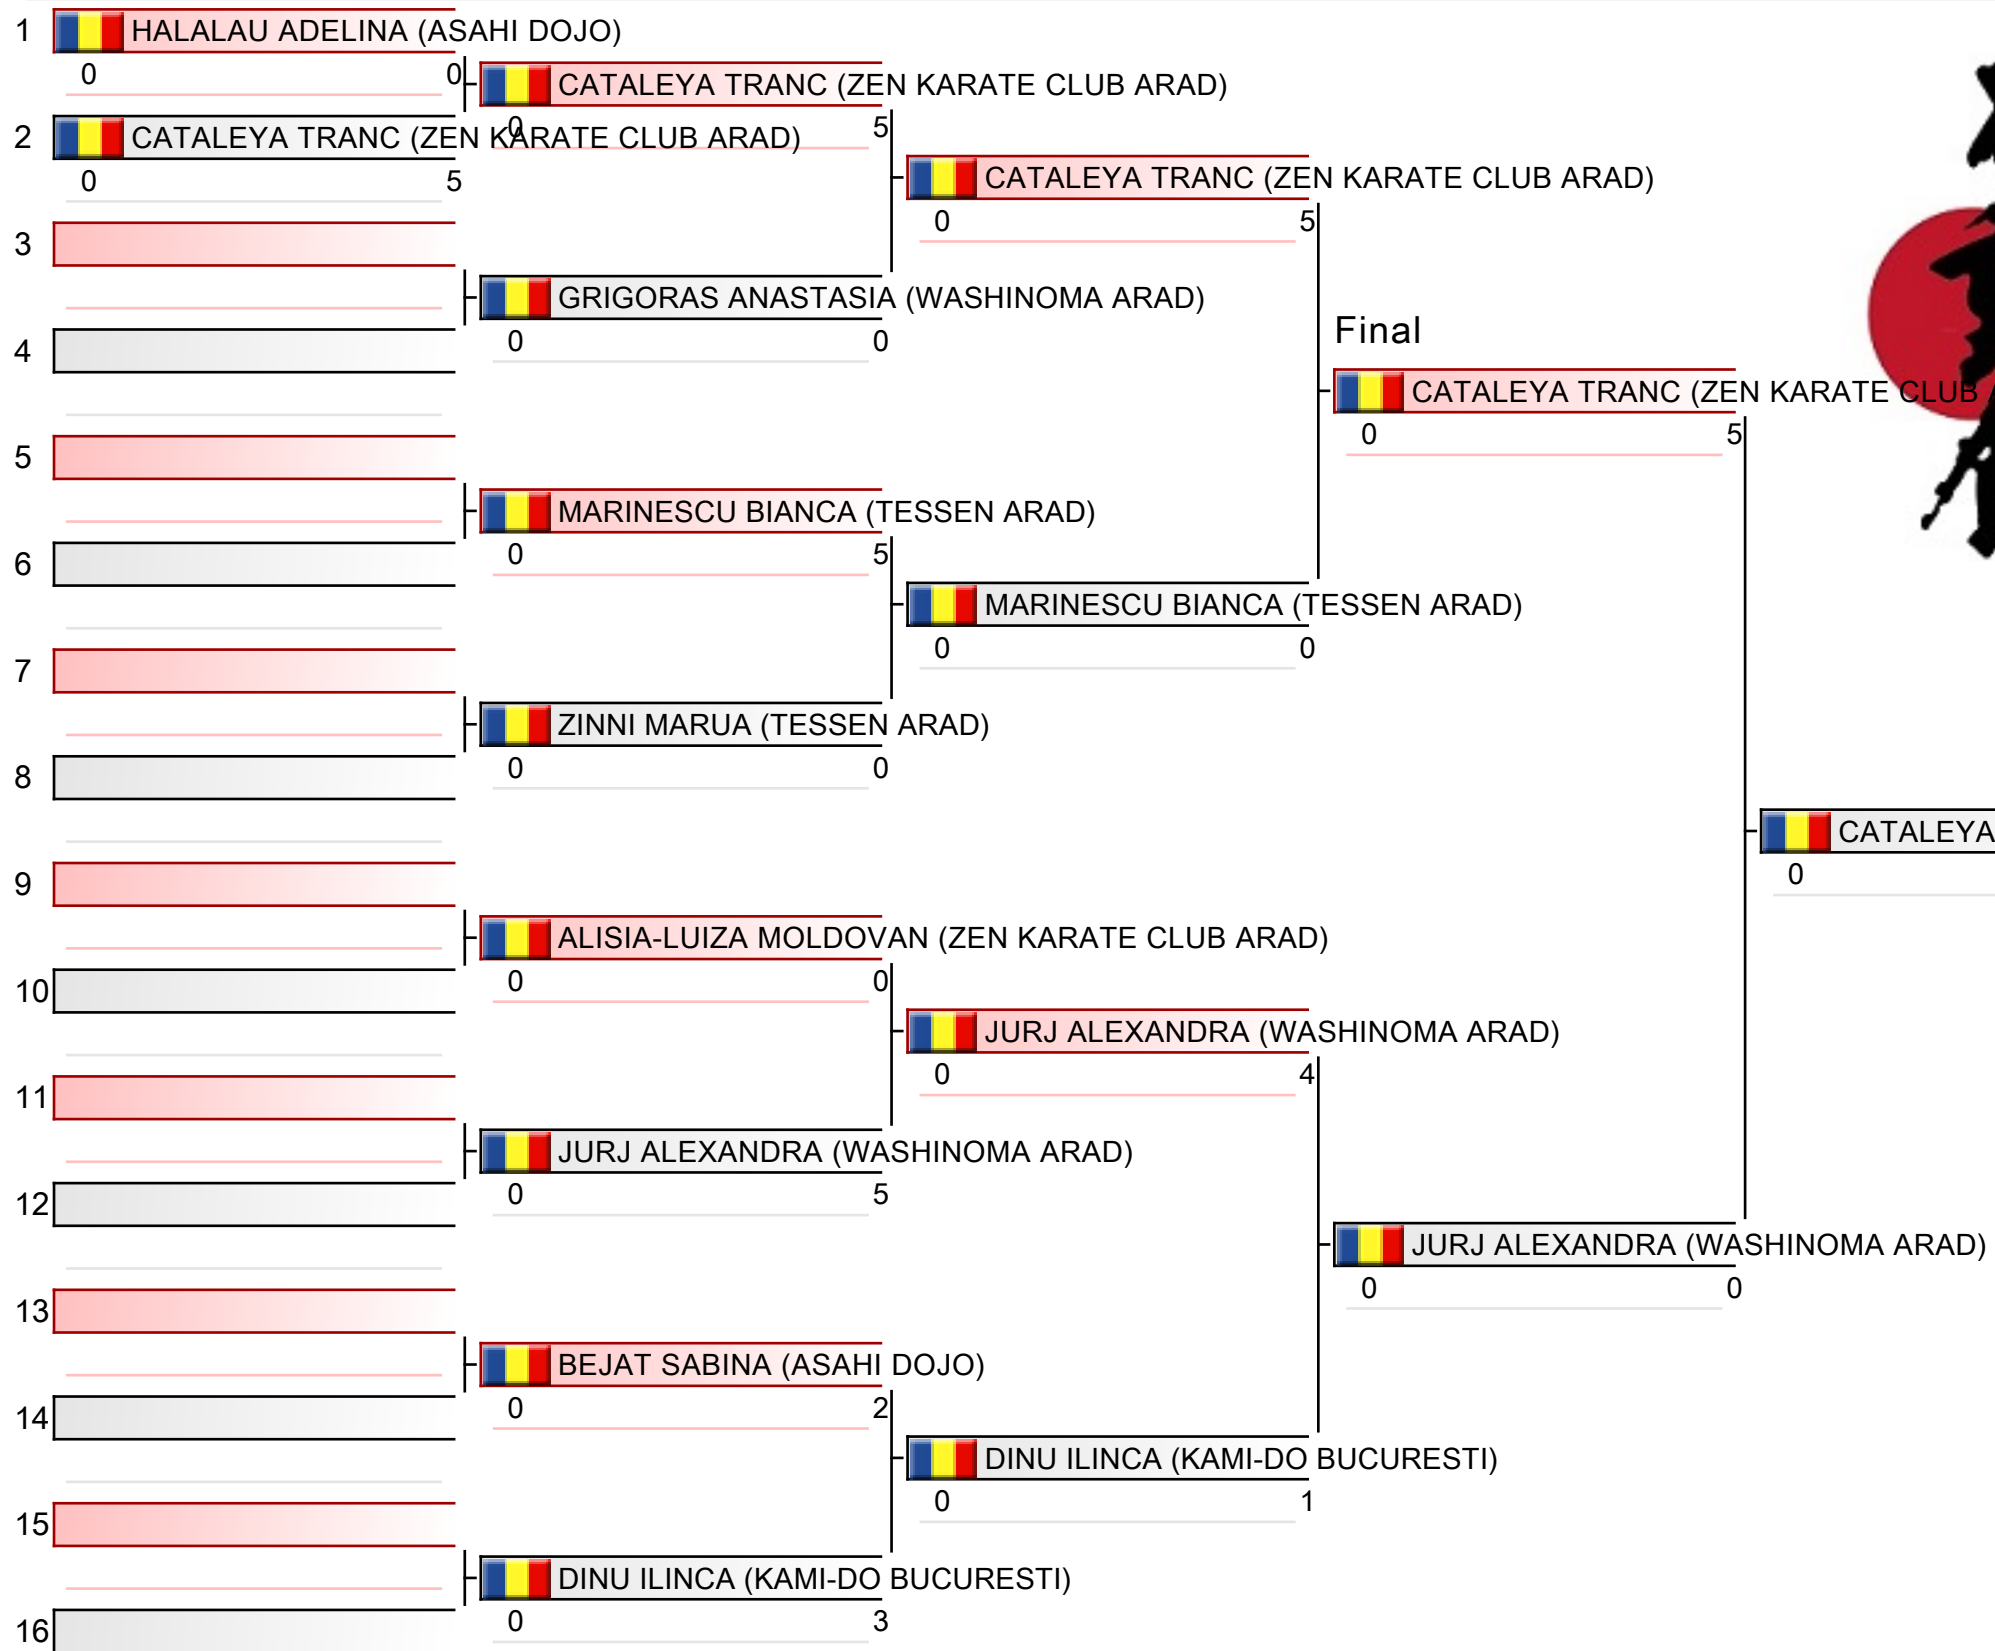 1 HALALAU ADELINA (ASAHI DOJO)
0 0
CATALEYA TRANC (ZEN KARATE CLUB ARAD)
0 5
2 CATALEYA TRANC (ZEN KARATE CLUB ARAD)
0 5
CATALEYA TRANC (ZEN KARATE CLUB ARAD)
0 5
3
GRIGORAS ANASTASIA (WASHINOMA ARAD)
0 0
4
Final
CATALEYA TRANC (ZEN KARATE CLUB
0 5
5
MARINESCU BIANCA (TESSEN ARAD)
0 5
6
MARINESCU BIANCA (TESSEN ARAD)
0 0
7
ZINNI MARUA (TESSEN ARAD)
0 0
8
CATALEYA
0
9
ALISIA-LUIZA MOLDOVAN (ZEN KARATE CLUB ARAD)
0 0
10
JURJ ALEXANDRA (WASHINOMA ARAD)
0 4
11
JURJ ALEXANDRA (WASHINOMA ARAD)
0 5
12
JURJ ALEXANDRA (WASHINOMA ARAD)
0 0
13
BEJAT SABINA (ASAHI DOJO)
0 2
14
DINU ILINCA (KAMI-DO BUCURESTI)
0 1
15
DINU ILINCA (KAMI-DO BUCURESTI)
0 3
16